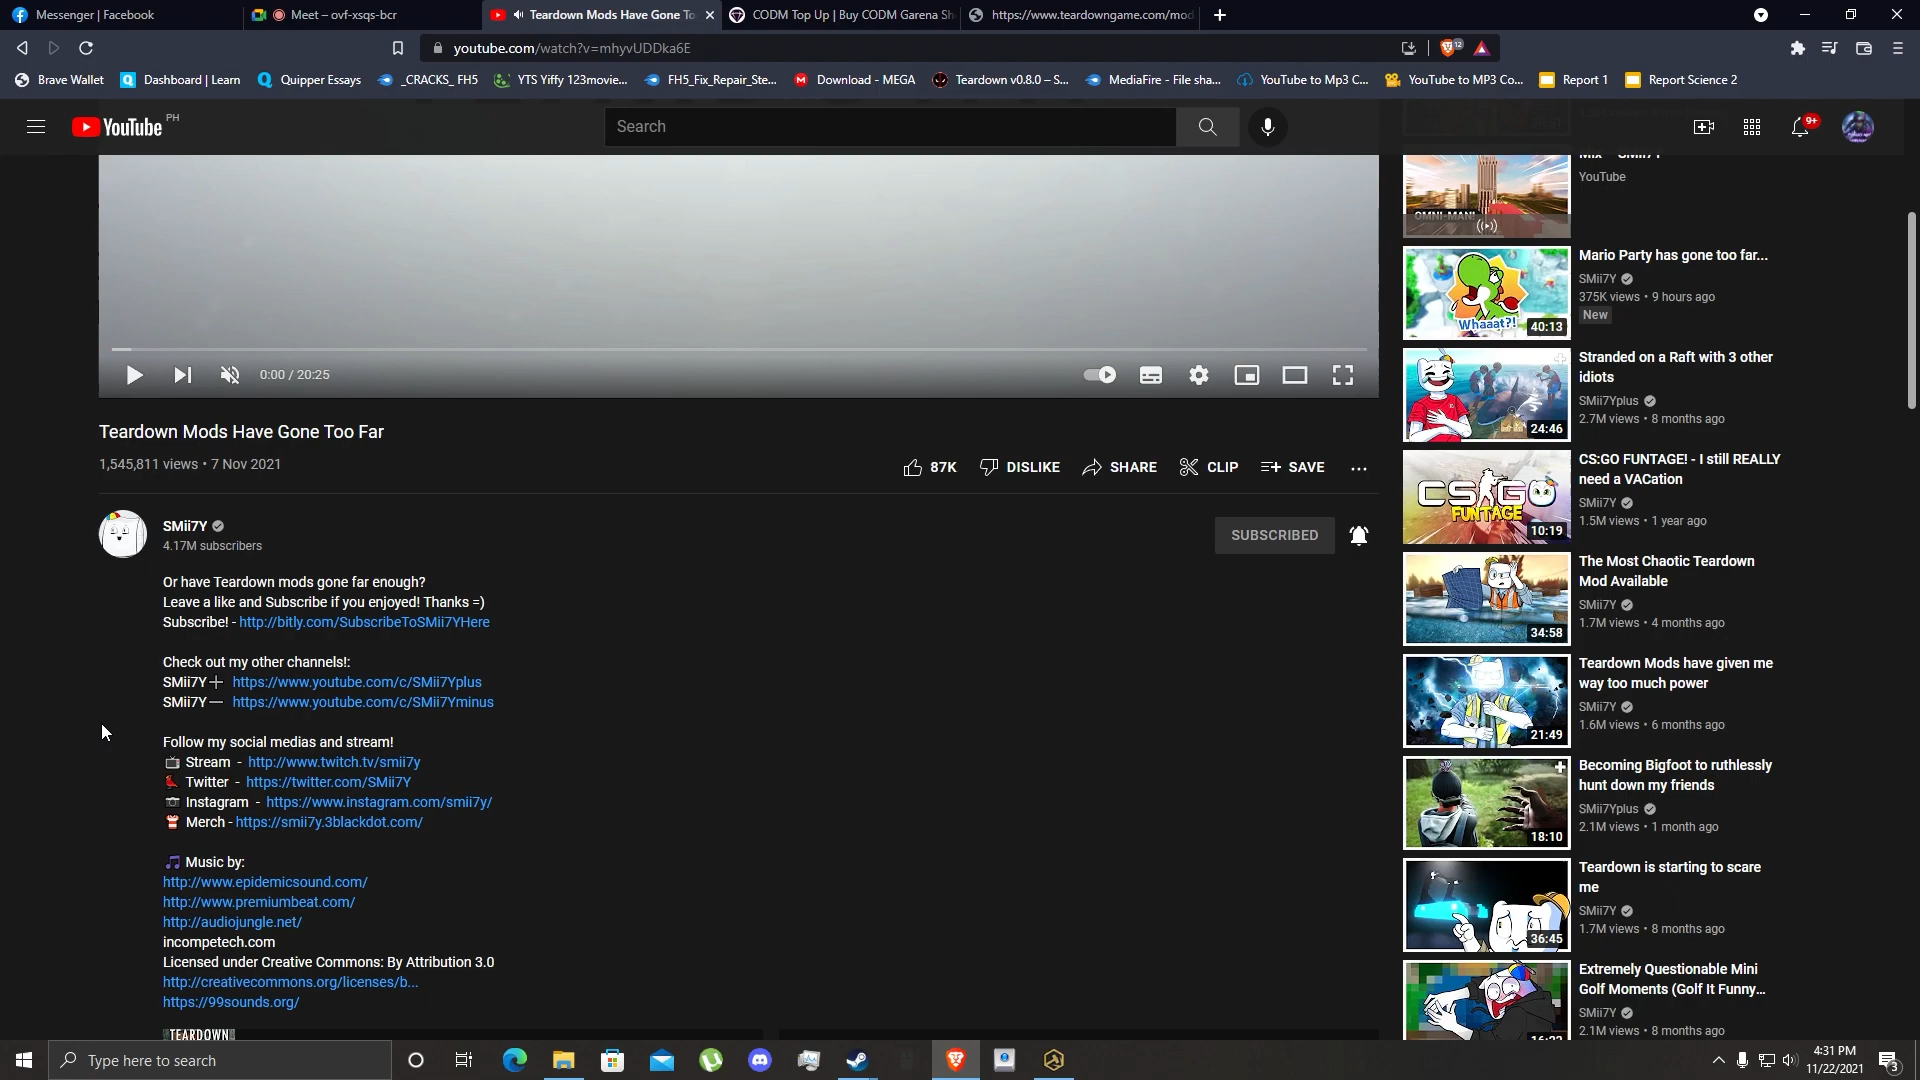 Messenger | Facebook
Meet – ovf-xsqs-bcr
Teardown Mods Have Gone To
CODM Top Up | Buy CODM Garena Sh
https://www.teardowngame.com/mod
youtube.com/watch?v=mhyvUDDka6E
12
Brave Wallet
Dashboard | Learn
Quipper Essays
_CRACKS_ FH5
YTS Yiffy 123movie...
FH5_Fix_Repair_Ste...
Download - MEGA
Teardown v0.8.0 – S...
MediaFire - File sha...
YouTube to Mp3 C...
YouTube to MP3 Co...
Report 1
Report Science 2
YouTube PH
Search
9+
0:00 / 20:25
Teardown Mods Have Gone Too Far
1,545,811 views • 7 Nov 2021
87K
DISLIKE
SHARE
CLIP
SAVE
SMii7Y
4.17M subscribers
SUBSCRIBED
Or have Teardown mods gone far enough?
Leave a like and Subscribe if you enjoyed! Thanks =)
Subscribe! - http://bitly.com/SubscribeToSMii7YHere
Check out my other channels!:
SMii7Y┼ https://www.youtube.com/c/SMii7Yplus
SMii7Y— https://www.youtube.com/c/SMii7Yminus
Follow my social medias and stream!
Stream - http://www.twitch.tv/smii7y
Twitter - https://twitter.com/SMii7Y
Instagram - https://www.instagram.com/smii7y/
Merch - https://smii7y.3blackdot.com/
Music by:
http://www.epidemicsound.com/
http://www.premiumbeat.com/
http://audiojungle.net/
incompetech.com
Licensed under Creative Commons: By Attribution 3.0
http://creativecommons.org/licenses/b...
https://99sounds.org/
TEARDOWN
YouTube
OMNI-MAN!
Mario Party has gone too far...
SMii7Y
375K views • 9 hours ago
New
Whaaat?!
40:13
Stranded on a Raft with 3 other
idiots
SMii7Yplus
2.7M views • 8 months ago
24:46
CS:GO FUNTAGE! - I still REALLY
need a VACation
SMii7Y
1.5M views • 1 year ago
CS GO
FUNTAGE
10:19
The Most Chaotic Teardown
Mod Available
SMii7Y
1.7M views • 4 months ago
34:58
Teardown Mods have given me
way too much power
SMii7Y
1.6M views • 6 months ago
21:49
Becoming Bigfoot to ruthlessly
hunt down my friends
SMii7Yplus
2.1M views • 1 month ago
18:10
Teardown is starting to scare
me
SMii7Y
1.7M views • 8 months ago
36:45
Extremely Questionable Mini
Golf Moments (Golf It Funny...
SMii7Y
2.1M views • 8 months ago
Type here to search
4:31 PM
11/22/2021
3